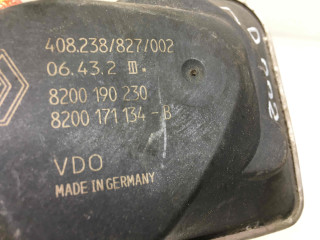 408.238/827/002
06.43.2 III.
8200 190 230
8200 171 134-B
VDO
MADE IN GERMANY